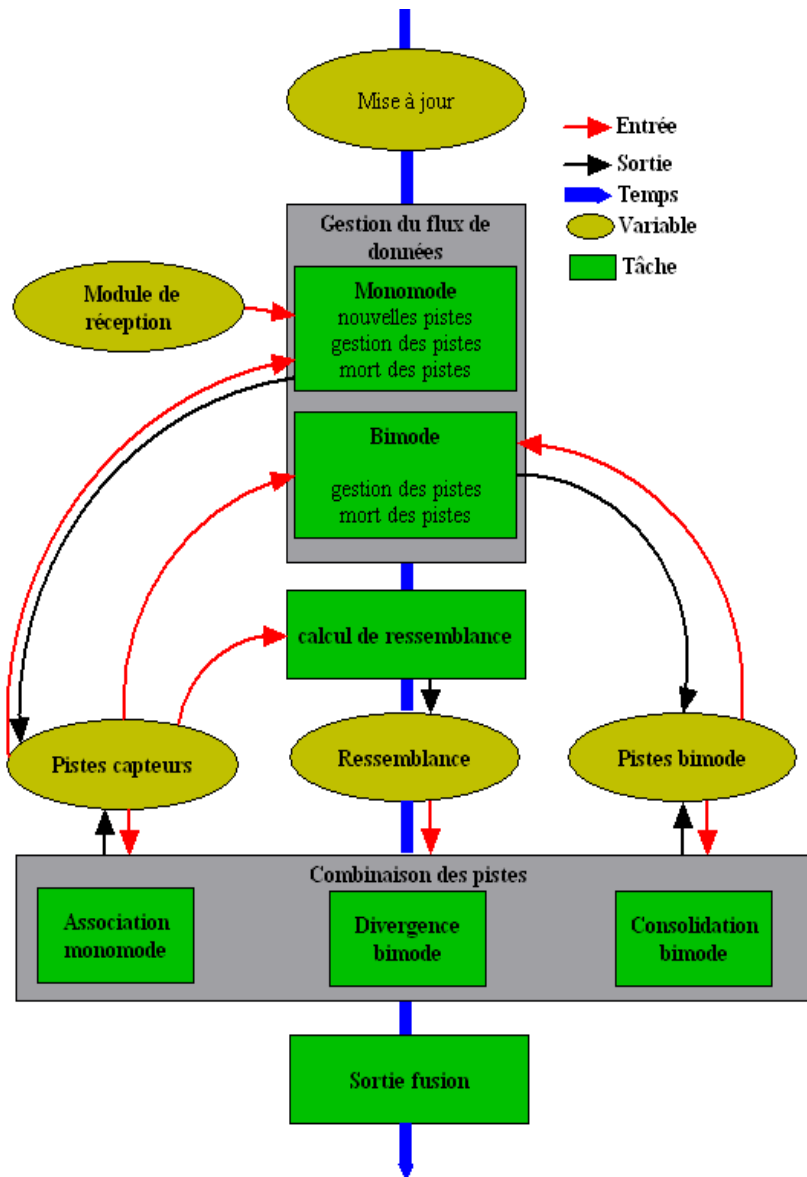 Mise à jour
Entrée
Sortie
Temps
Variable
Tâche
Gestion du flux de
données
Module de
réception
Monomode
nouvelles pistes
gestion des pistes
mort des pistes
Bimode
gestion des pistes
mort des pistes
calcul de ressemblance
Pistes capteurs
Ressemblance
Pistes bimode
Combinaison des pistes
Association
monomode
Divergence
bimode
Consolidation
bimode
Sortie fusion